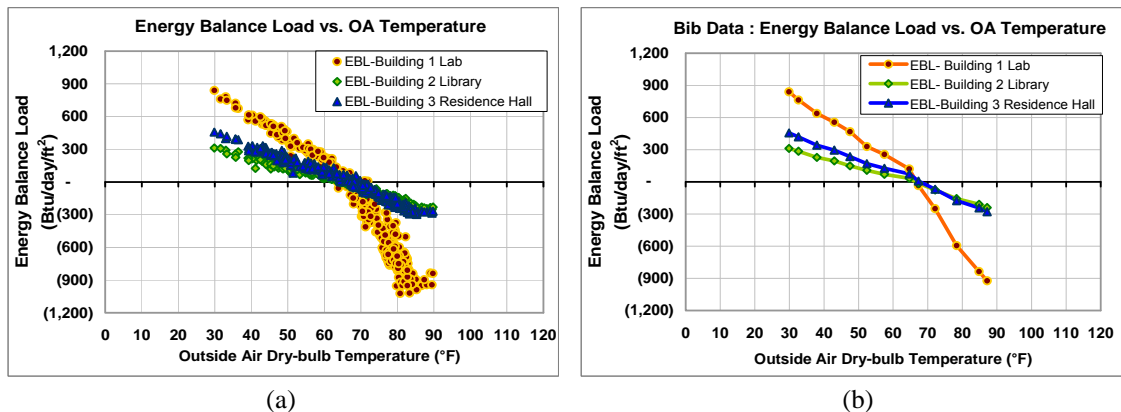 Energy Balance Load vs. OA Temperature
1,200
900
600
300
-
(300)
(600)
(900)
(1,200)
Energy Balance Load
(Btu/day/ft²)
EBL-Building 1 Lab
EBL-Building 2 Library
EBL-Building 3 Residence Hall
0 10 20 30 40 50 60 70 80 90 100 110 120
Outside Air Dry-bulb Temperature (°F)
(a)
Bib Data : Energy Balance Load vs. OA Temperature
1,200
900
600
300
-
(300)
(600)
(900)
(1,200)
Energy Balance Load
(Btu/day/ft²)
EBL- Building 1 Lab
EBL-Building 2 Library
EBL-Building 3 Residence Hall
0 10 20 30 40 50 60 70 80 90 100 110 120
Outside Air Dry-bulb Temperature (°F)
(b)